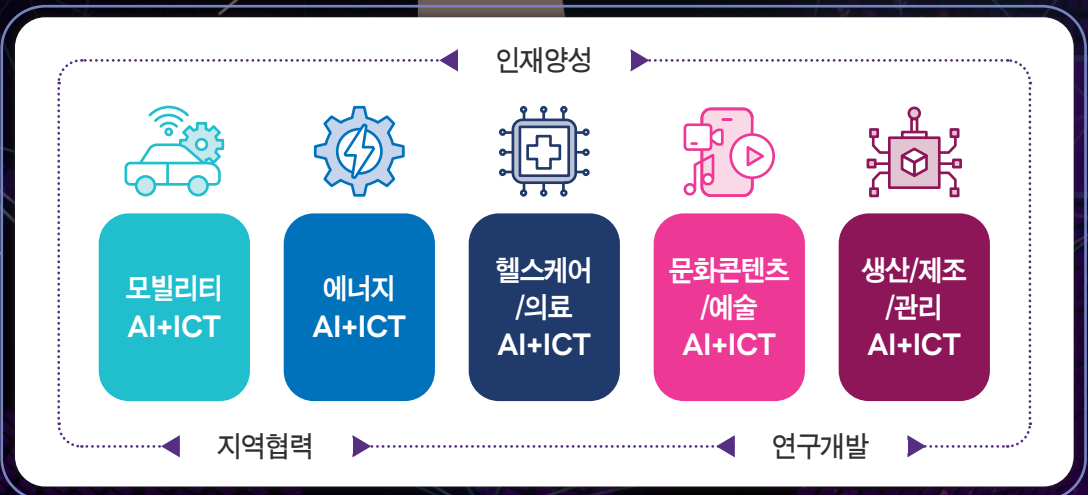 인재양성
모빌리티
AI+ICT
에너지
AI+ICT
헬스케어
/의료
AI+ICT
문화콘텐츠
/예술
AI+ICT
생산/제조
/관리
AI+ICT
지역협력
연구개발